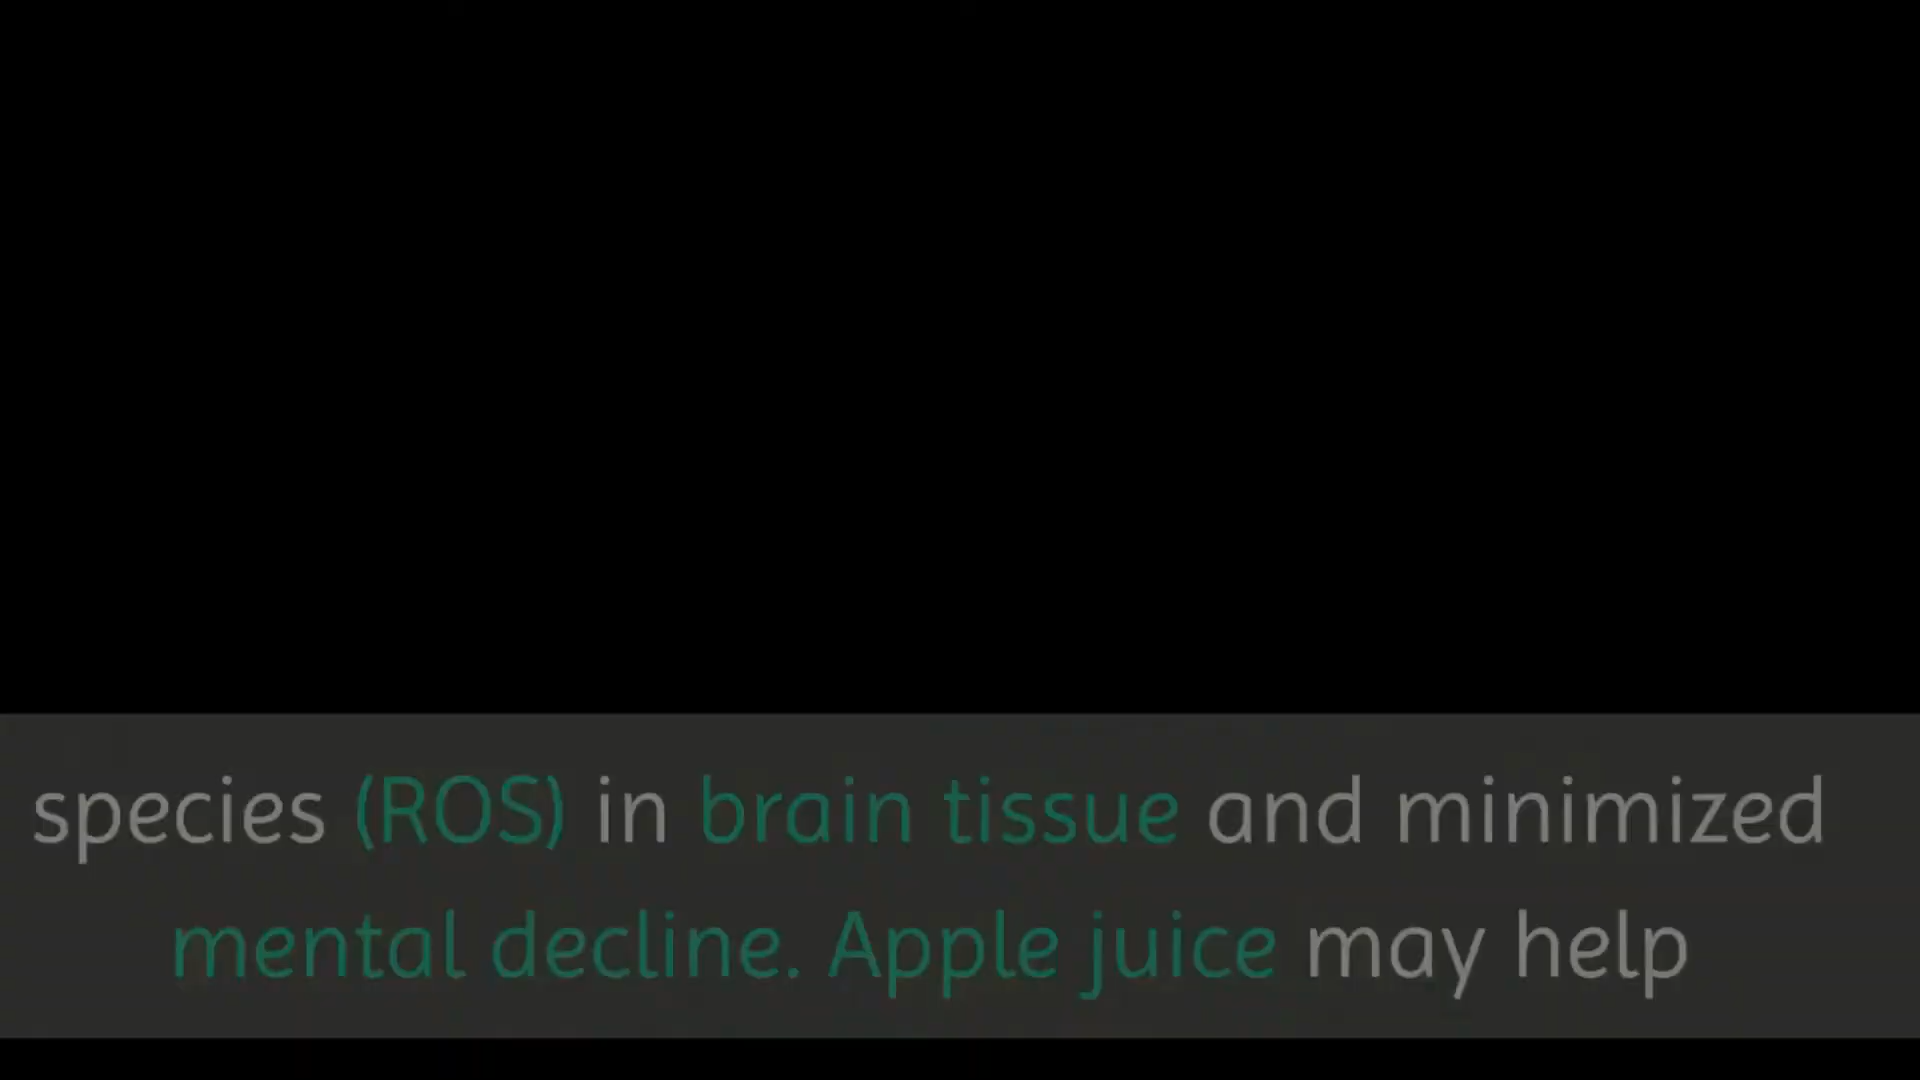 species (ROS) in brain tissue and minimized
mental decline. Apple juice may help